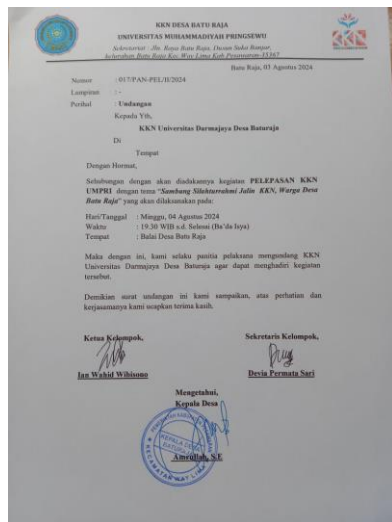 KKN DESA BATU RAJA
UNIVERSITAS MUHAMMADIYAH PRINGSEWU
Sekretariat : Jln. Raya Batu Raja, Dusun Suka Banjar,
kelurahan Batu Raja Kec. Way Lima Kab Pesawaran-35367
Batu Raja, 03 Agustus 2024
Nomor : 017/PAN-PEL/II/2024
Lampiran : -
Perihal : Undangan
Kepada Yth,
KKN Universitas Darmajaya Desa Baturaja
Di
Tempat
Dengan Hormat,
Sehubungan dengan akan diadakannya kegiatan PELEPASAN KKN
UMPRI dengan tema "Sambung Silahturrahmi Jalin KKN, Warga Desa
Batu Raja" yang akan dilaksanakan pada:
Hari/Tanggal : Minggu, 04 Agustus 2024
Waktu : 19:30 WIB s.d. Selesai (Ba'da Isya)
Tempat : Balai Desa Batu Raja
Maka dengan ini, kami selaku panitia pelaksana mengundang KKN
Universitas Darmajaya Desa Baturaja agar dapat menghadiri kegiatan
tersebut.
Demikian surat undangan ini kami sampaikan, atas perhatian dan
kerjasamanya kami ucapkan terima kasih.
Ketua Kelompok, Sekretaris Kelompok,
Ian Wahid Wibisono Devia Permata Sari
Mengetahui,
Kepala Desa
KEPALA DESA
BATURAJA
KECAMATAN WAY LIMA
Amrullah, S.E